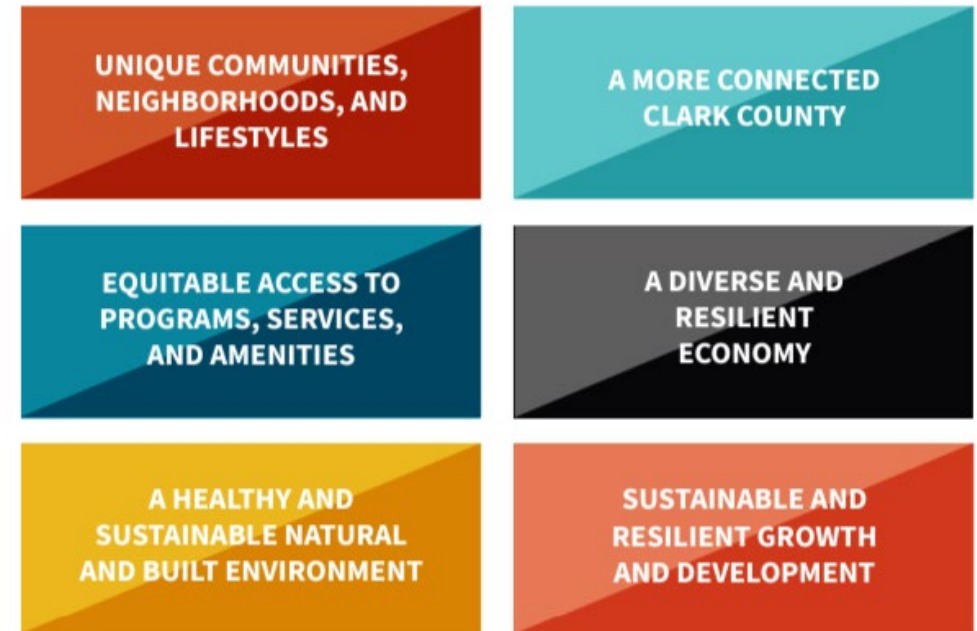 UNIQUE COMMUNITIES,
NEIGHBORHOODS, AND
LIFESTYLES
A MORE CONNECTED
CLARK COUNTY
EQUITABLE ACCESS TO
PROGRAMS, SERVICES,
AND AMENITIES
A DIVERSE AND
RESILIENT
ECONOMY
A HEALTHY AND
SUSTAINABLE NATURAL
AND BUILT ENVIRONMENT
SUSTAINABLE AND
RESILIENT GROWTH
AND DEVELOPMENT